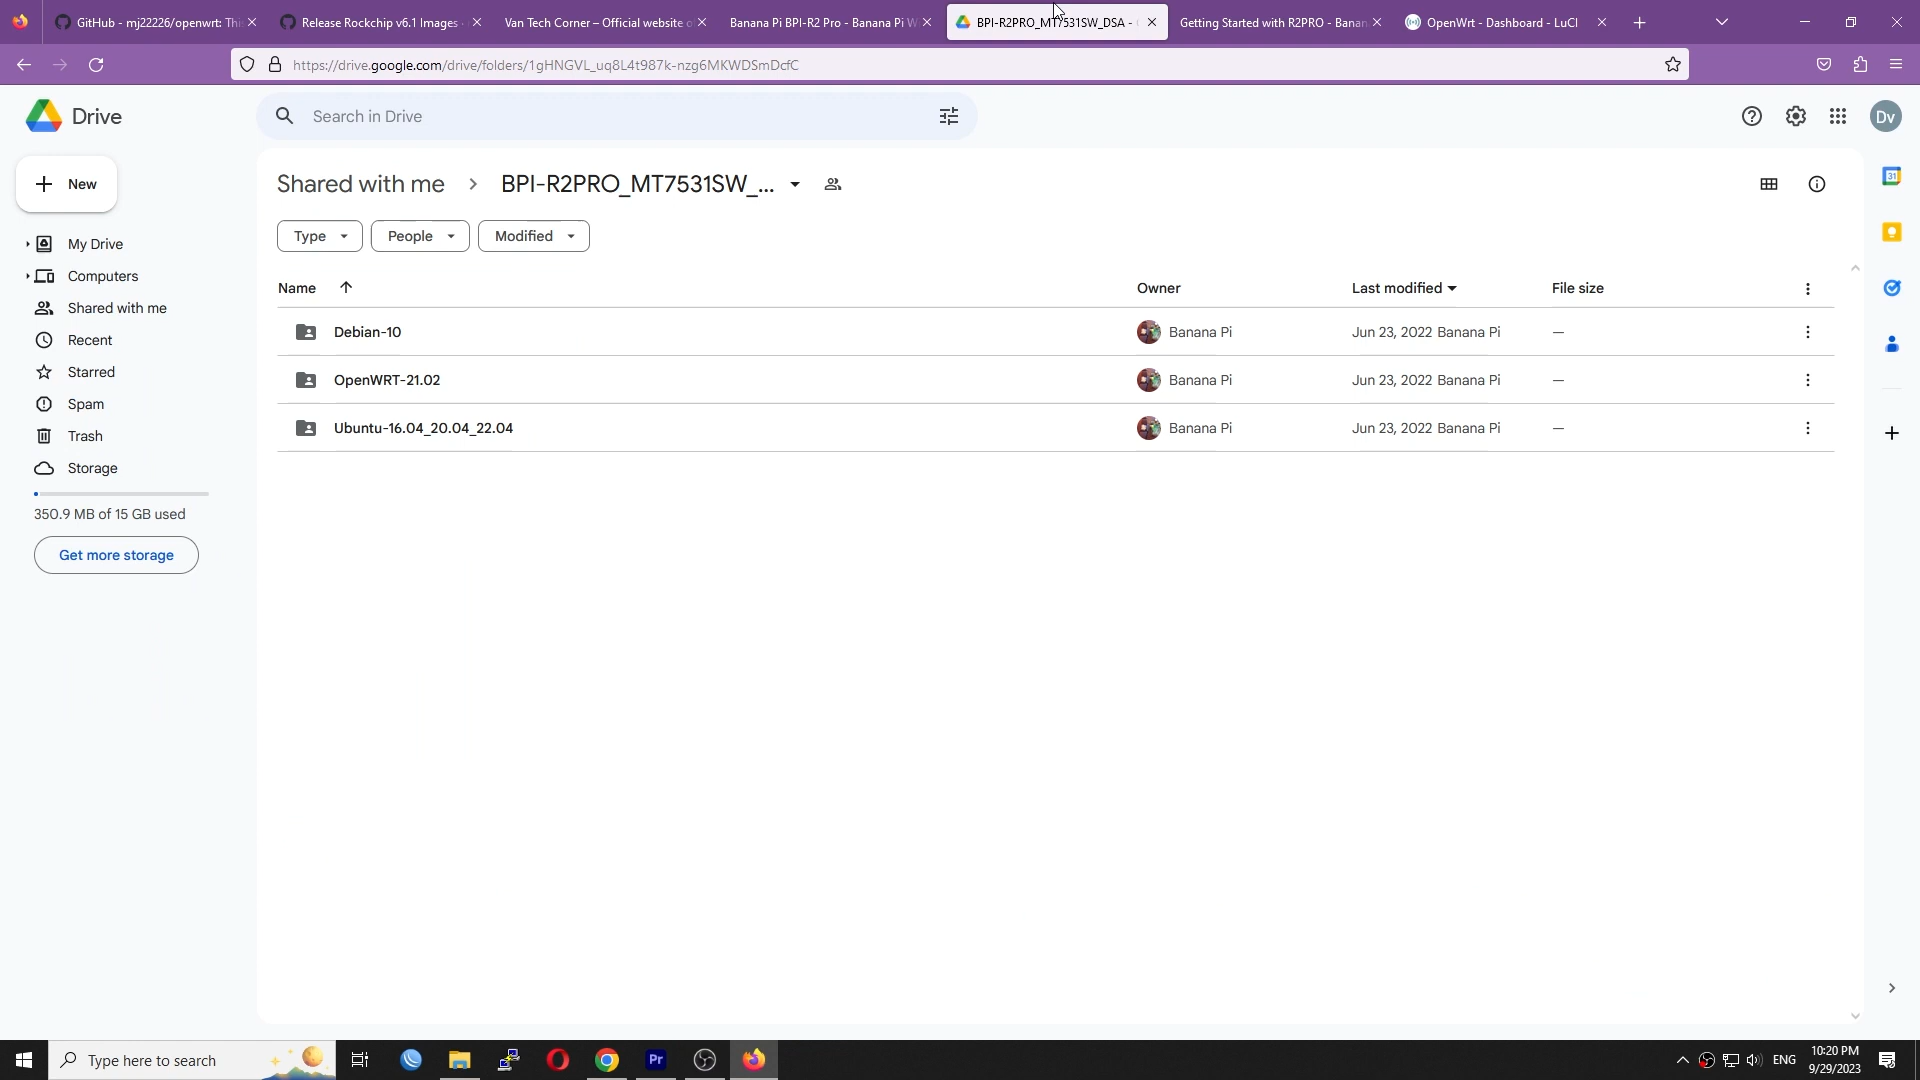 GitHub - mj22226/openwrt: Thi
Release Rockchip v6.1 Images
Van Tech Corner – Official website o
Banana Pi BPI-R2 Pro - Banana Pi W
BPI-R2PRO_MT7531SW_DSA -
Getting Started with R2PRO - Banan
OpenWrt - Dashboard - LuCI
https://drive.google.com/drive/folders/1gHNGVL_uq8L4t987k-nzg6MKWDSmDcfC
Drive
Search in Drive
Dv
New
Shared with me
BPI-R2PRO_MT7531SW_...
31
Type
People
Modified
My Drive
Computers
Shared with me
Recent
Starred
Spam
Trash
Storage
350.9 MB of 15 GB used
Get more storage
Name Owner Last modified File size
Debian-10 Banana Pi Jun 23, 2022 Banana Pi —
OpenWRT-21.02 Banana Pi Jun 23, 2022 Banana Pi —
Ubuntu-16.04_20.04_22.04 Banana Pi Jun 23, 2022 Banana Pi —
Type here to search
Pr
ENG
10:20 PM
9/29/2023